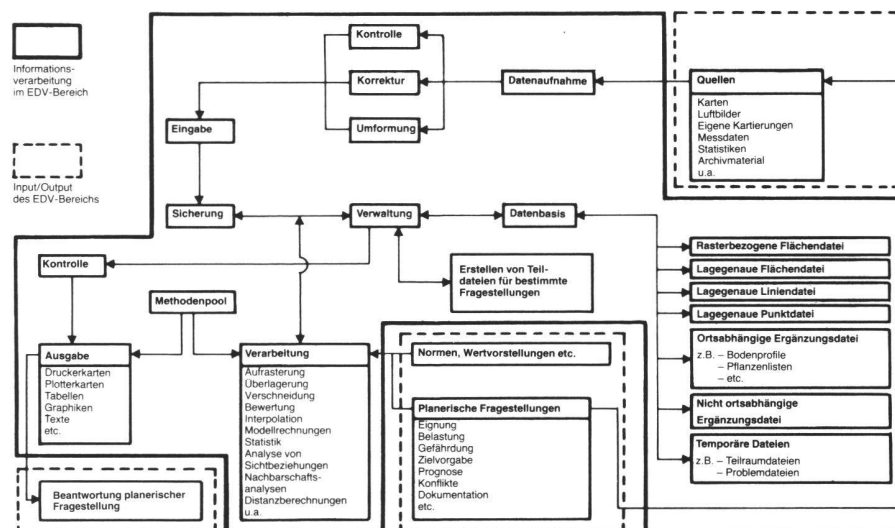 Informations-
verarbeitung
im EDV-Bereich
Input/Output
des EDV-Bereichs
Kontrolle
Korrektur
Umformung
Datenaufnahme
Quellen
Karten
Luftbilder
Eigene Kartierungen
Messdaten
Statistiken
Archivmaterial
u.a.
Eingabe
Sicherung
Verwaltung
Datenbasis
Kontrolle
Erstellen von Teil-
dateien für bestimmte
Fragestellungen
Rasterbezogene Flächendatei
Lagegenaue Flächendatei
Lagegenaue Liniendatei
Lagegenaue Punktdatei
Ortsabhängige Ergänzungsdatei
z.B. – Bodenprofile
– Pflanzenlisten
– etc.
Nicht ortsabhängige
Ergänzungsdatei
Temporäre Dateien
z.B. – Teilraumdateien
– Problemdateien
Methodenpool
Ausgabe
Druckerkarten
Plotterkarten
Tabellen
Graphiken
Texte
etc.
Verarbeitung
Aufrasterung
Überlagerung
Verschneidung
Bewertung
Interpolation
Modellrechnungen
Statistik
Analyse von
Sichtbeziehungen
Nachbarschafts-
analysen
Distanzberechnungen
u.a.
Normen, Wertvorstellungen etc.
Planerische Fragestellungen
Eignung
Belastung
Gefährdung
Zielvorgabe
Prognose
Konflikte
Dokumentation
etc.
Beantwortung planerischer
Fragestellung